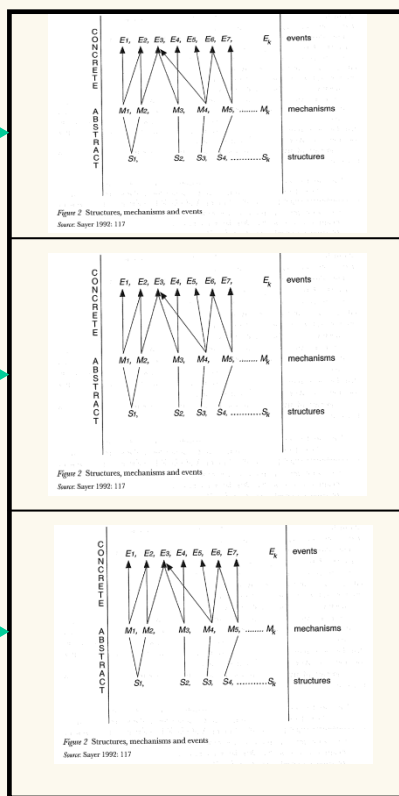 CONCRETE
E1, E2, E3, E4, E5, E6, E7, Ek events
ABSTRACT
M1, M2, M3, M4, M5, ........ Mk mechanisms
S1, S2, S3, S4, ...........Sk structures
Figure 2 Structures, mechanisms and events
Source: Sayer 1992: 117
CONCRETE
E1, E2, E3, E4, E5, E6, E7, Ek events
ABSTRACT
M1, M2, M3, M4, M5, ........ Mk mechanisms
S1, S2, S3, S4, ...........Sk structures
Figure 2 Structures, mechanisms and events
Source: Sayer 1992: 117
CONCRETE
E1, E2, E3, E4, E5, E6, E7, Ek events
ABSTRACT
M1, M2, M3, M4, M5, ........ Mk mechanisms
S1, S2, S3, S4, ...........Sk structures
Figure 2 Structures, mechanisms and events
Source: Sayer 1992: 117